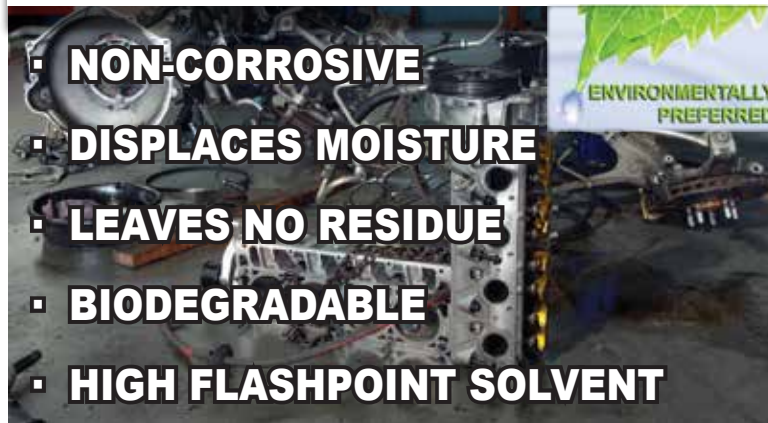 · NON-CORROSIVE
ENVIRONMENTALLY
PREFERRED
· DISPLACES MOISTURE
· LEAVES NO RESIDUE
· BIODEGRADABLE
· HIGH FLASHPOINT SOLVENT